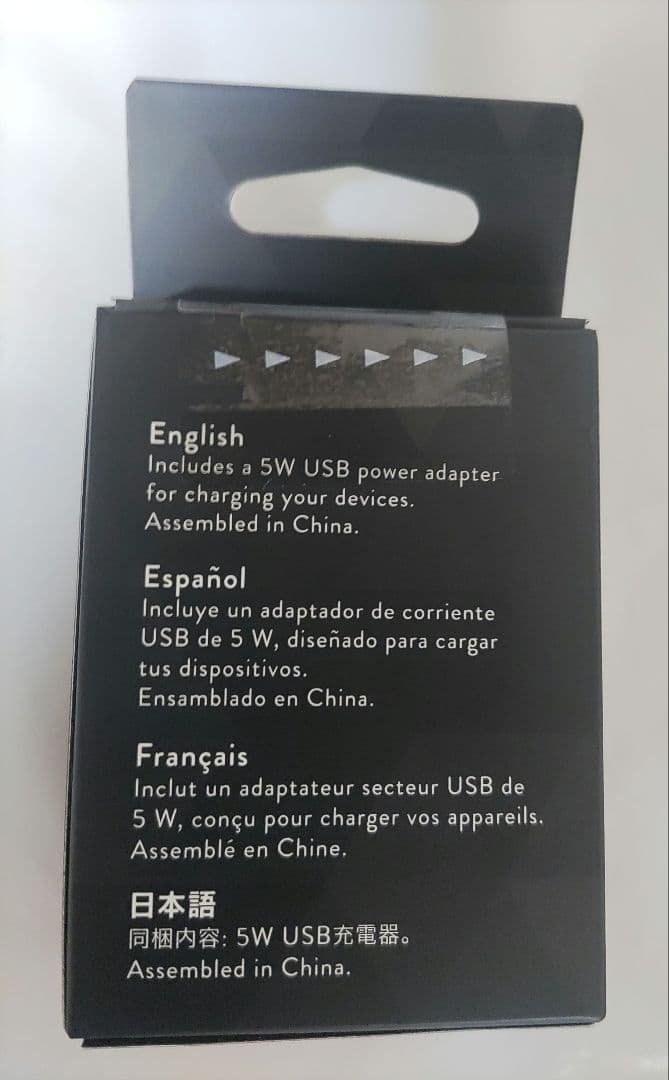 English
Includes a 5W USB power adapter
for charging your devices.
Assembled in China.
Español
Incluye un adaptador de corriente
USB de 5 W, diseñado para cargar
tus dispositivos.
Ensamblado en China.
Français
Inclut un adaptateur secteur USB de
5 W, conçu pour charger vos appareils.
Assemblé en Chine.
日本語
同梱内容: 5W USB充電器。
Assembled in China.